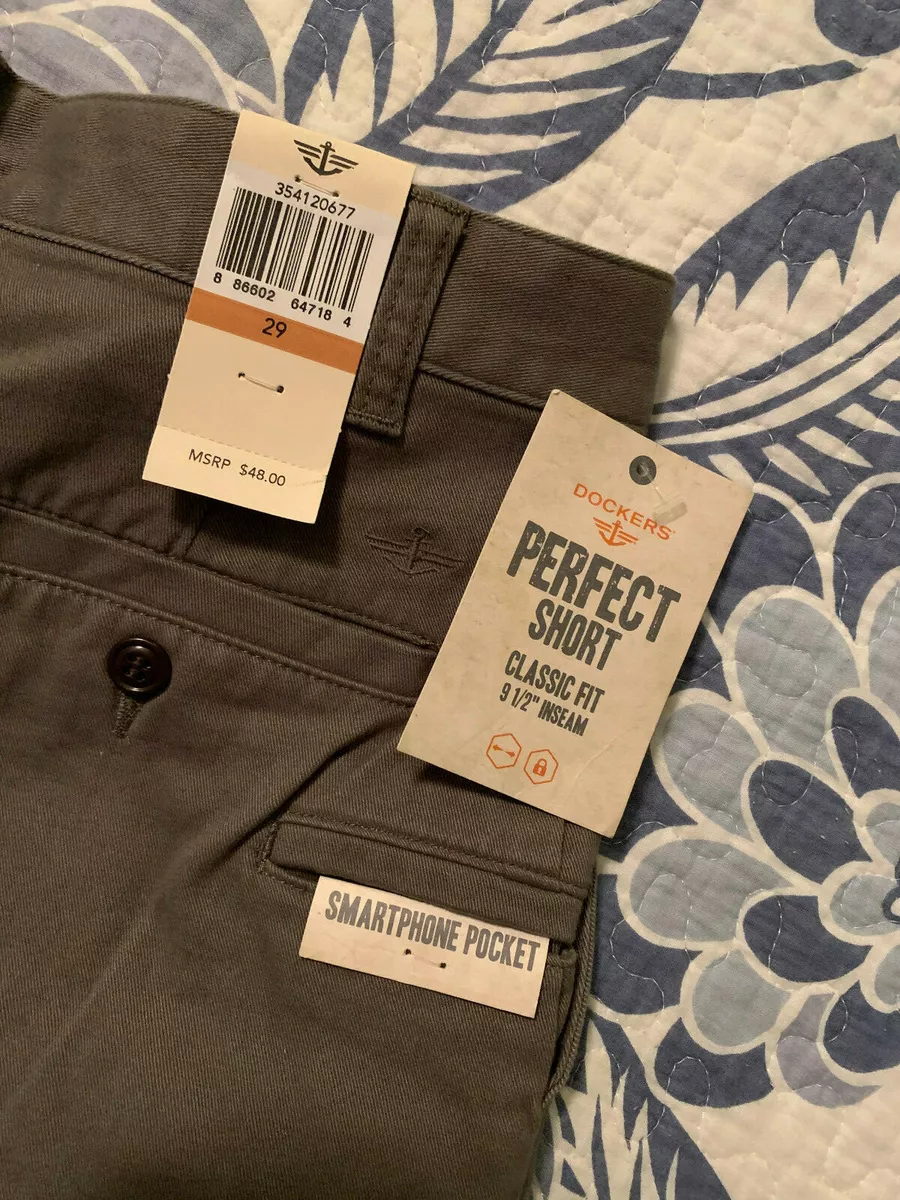 354120677
8 86602 64718 4
29
MSRP $48.00
DOCKERS®
PERFECT
SHORT
CLASSIC FIT
9 1/2" INSEAM
SMARTPHONE POCKET